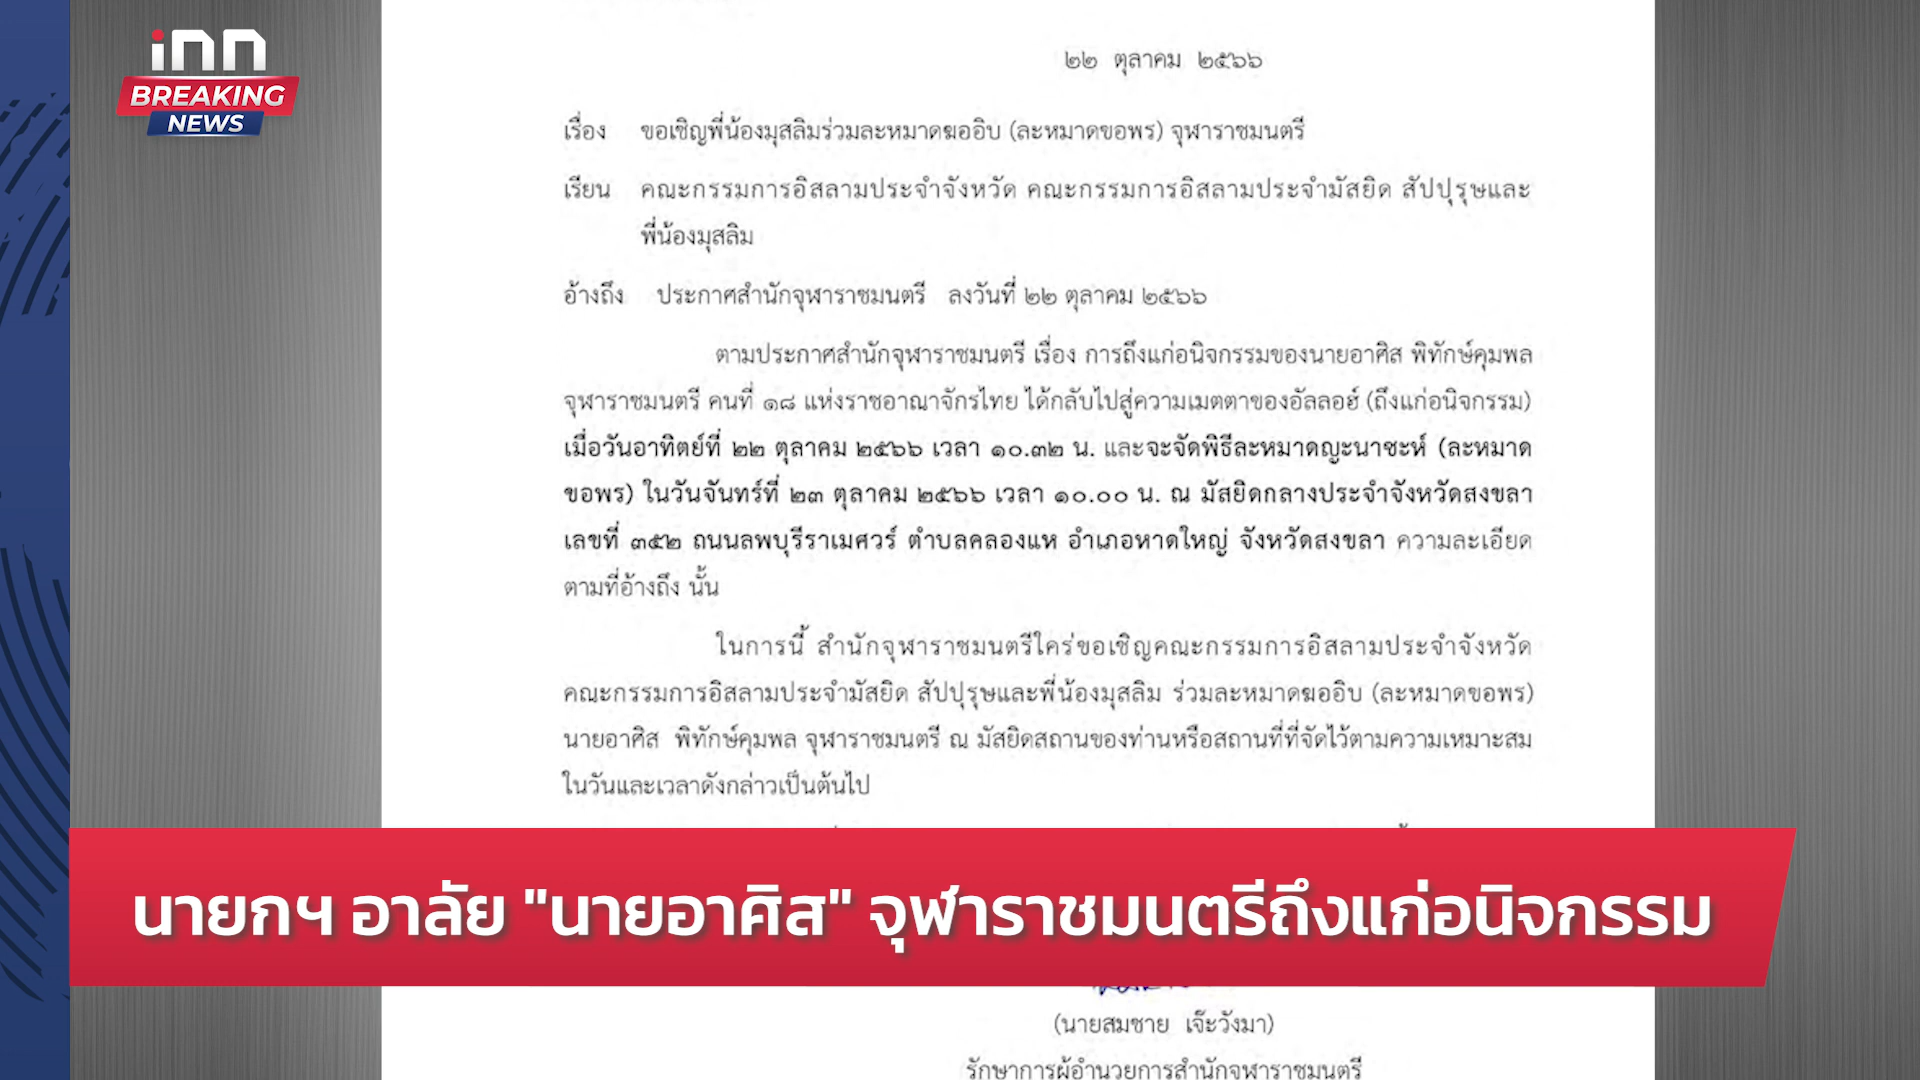 inn
BREAKING
NEWS
๒๒ ตุลาคม ๒๕๖๖
เรื่อง ขอเชิญพี่น้องมุสลิมร่วมละหมาดฆออิบ (ละหมาดขอพร) จุฬาราชมนตรี
เรียน คณะกรรมการอิสลามประจำจังหวัด คณะกรรมการอิสลามประจำมัสยิด สัปปุรุษและ
พี่น้องมุสลิม
อ้างถึง ประกาศสำนักจุฬาราชมนตรี ลงวันที่ ๒๒ ตุลาคม ๒๕๖๖
ตามประกาศสำนักจุฬาราชมนตรี เรื่อง การถึงแก่อนิจกรรมของนายอาศิส พิทักษ์คุมพล
จุฬาราชมนตรี คนที่ ๑๘ แห่งราชอาณาจักรไทย ได้กลับไปสู่ความเมตตาของอัลลอฮ์ (ถึงแก่อนิจกรรม)
เมื่อวันอาทิตย์ที่ ๒๒ ตุลาคม ๒๕๖๖ เวลา ๑๐.๓๒ น. และจะจัดพิธีละหมาดญะนาซะห์ (ละหมาด
ขอพร) ในวันจันทร์ที่ ๒๓ ตุลาคม ๒๕๖๖ เวลา ๑๐.๐๐ น. ณ มัสยิดกลางประจำจังหวัดสงขลา
เลขที่ ๓๕๒ ถนนลพบุรีราเมศวร์ ตำบลคลองแห อำเภอหาดใหญ่ จังหวัดสงขลา ความละเอียด
ตามที่อ้างถึง นั้น
ในการนี้ สำนักจุฬาราชมนตรีใคร่ขอเชิญคณะกรรมการอิสลามประจำจังหวัด
คณะกรรมการอิสลามประจำมัสยิด สัปปุรุษและพี่น้องมุสลิม ร่วมละหมาดฆออิบ (ละหมาดขอพร)
นายอาศิส พิทักษ์คุมพล จุฬาราชมนตรี ณ มัสยิดสถานของท่านหรือสถานที่ที่จัดไว้ตามความเหมาะสม
ในวันและเวลาดังกล่าวเป็นต้นไป
นายกฯ อาลัย "นายอาศิส" จุฬาราชมนตรีถึงแก่อนิจกรรม
(นายสมชาย เจ๊ะวังมา)
รักษาการผู้อำนวยการสำนักจุฬาราชมนตรี